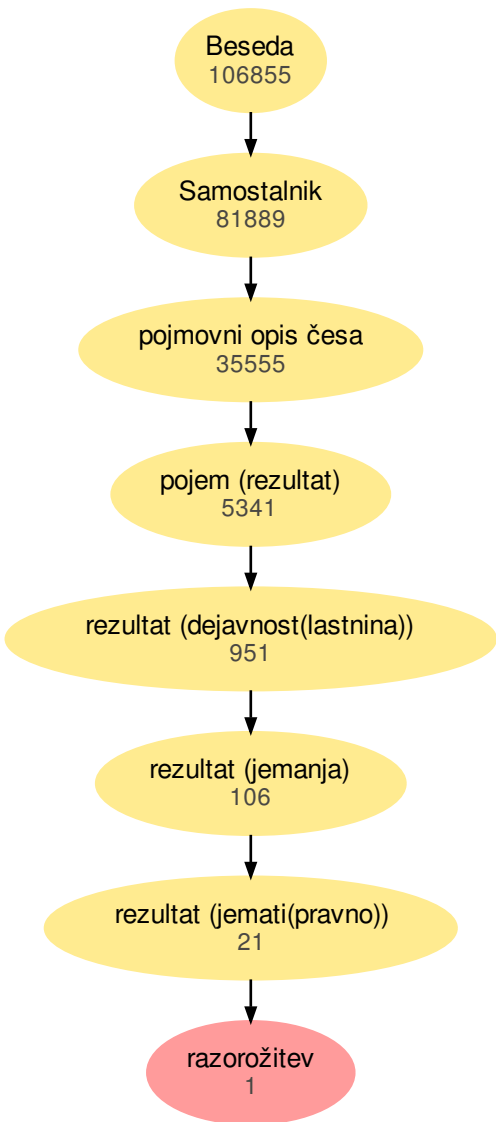 Beseda
106855
Samostalnik
81889
pojmovni opis česa
35555
pojem (rezultat)
5341
rezultat (dejavnost(lastnina))
951
rezultat (jemanja)
106
rezultat (jemati(pravno))
21
razorožitev
1